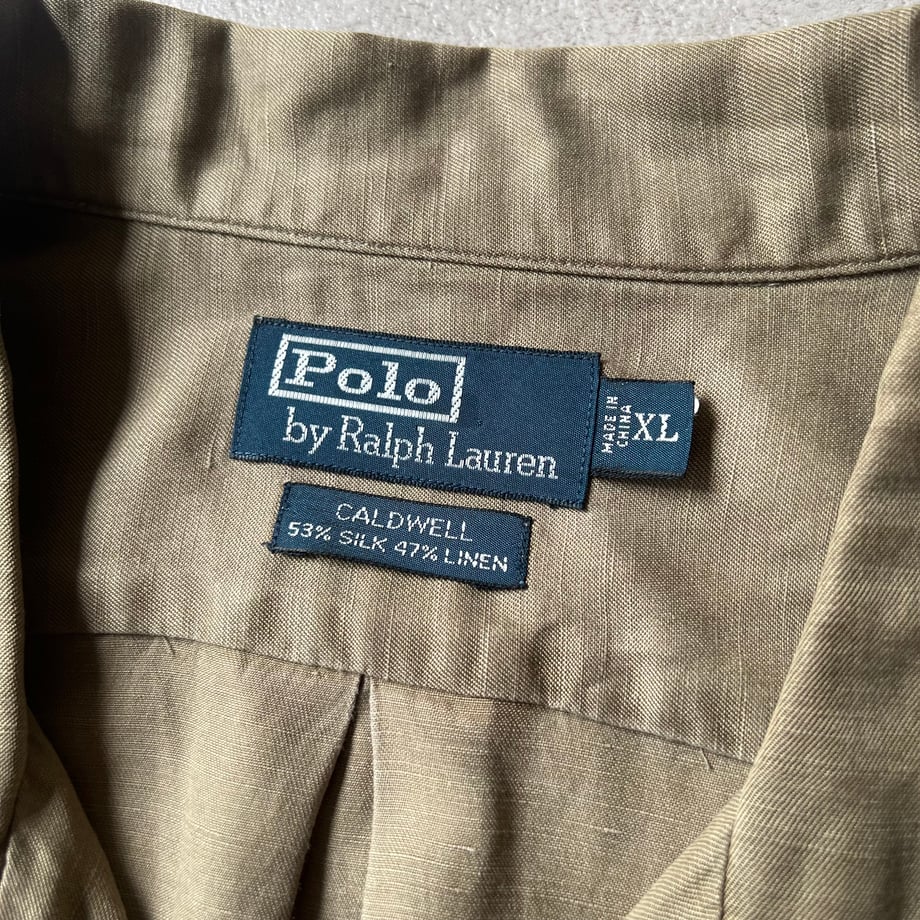 Polo
by Ralph Lauren
MADE IN
CHINA
XL
CALDWELL
53% SILK 47% LINEN